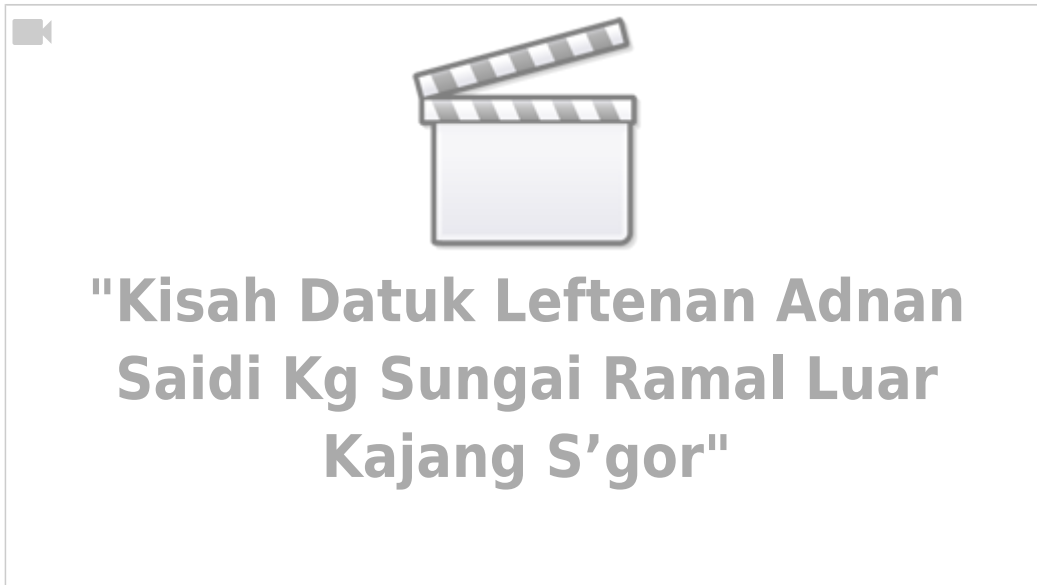 "Kisah Datuk Leftenan Adnan
Saidi Kg Sungai Ramal Luar
Kajang S’gor"